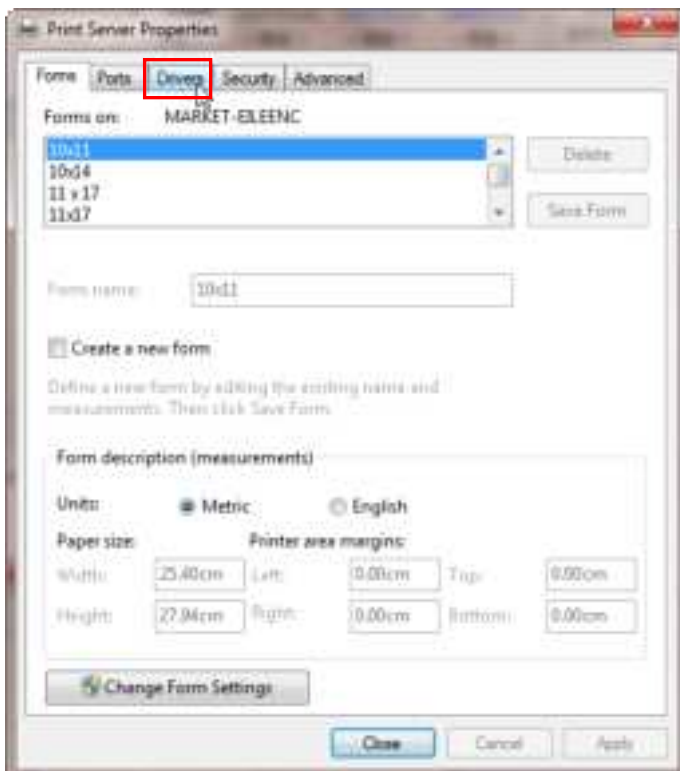 Print Server Properties
Forms Ports Drivers Security Advanced
Forms on: MARKET-EILEENC
10x11
10x14
11 x 17
11x17
Delete
Save Form
Form name: 10x11
Create a new form
Define a new form by editing the existing name and
measurements. Then click Save Form.
Form description (measurements)
Units: Metric English
Paper size: Printer area margins:
Width: 25.40cm Left: 0.00cm Top: 0.00cm
Height: 27.94cm Right: 0.00cm Bottom: 0.00cm
Change Form Settings
Close Cancel Apply